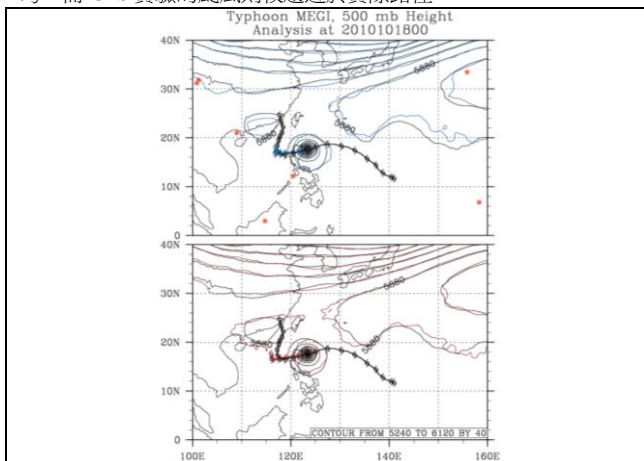 Typhoon MEGI, 500 mb Height
Analysis at 2010101800
40N
5880
30N
5880
5880
20N
10N
0
40N
5880
30N
5880
5880
20N
10N
CONTOUR FROM 5240 TO 6120 BY 40
0
100E 120E 140E 160E